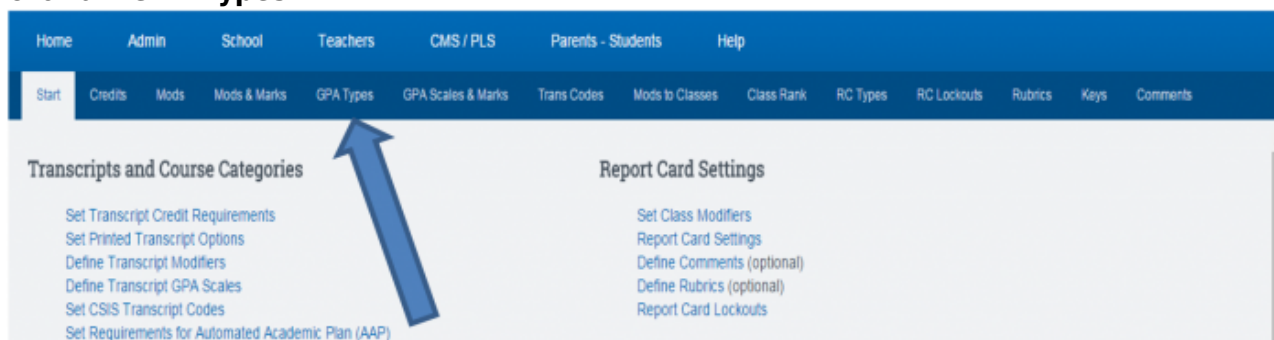 Home Admin School Teachers CMS / PLS Parents - Students Help
Start Credits Mods Mods & Marks GPA Types GPA Scales & Marks Trans Codes Mods to Classes Class Rank RC Types RC Lockouts Rubrics Keys Comments
Transcripts and Course Categories
Set Transcript Credit Requirements
Set Printed Transcript Options
Define Transcript Modifiers
Define Transcript GPA Scales
Set CSIS Transcript Codes
Set Requirements for Automated Academic Plan (AAP)
Report Card Settings
Set Class Modifiers
Report Card Settings
Define Comments (optional)
Define Rubrics (optional)
Report Card Lockouts